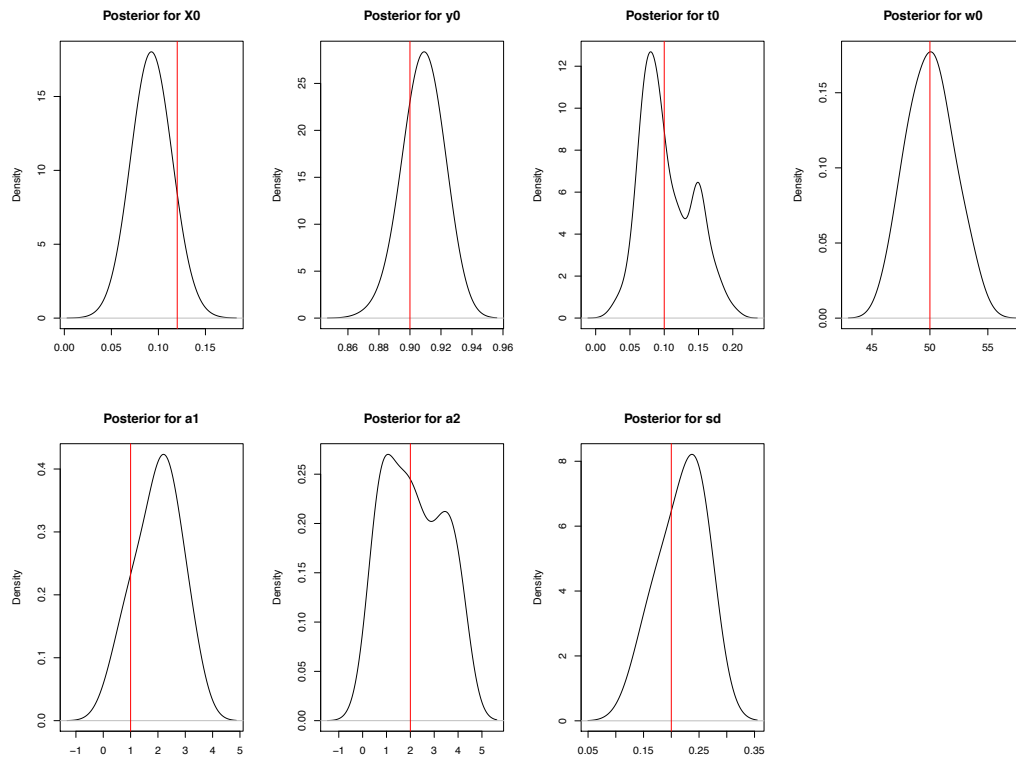 Posterior for X0
Density
0 5 10 15
0.00 0.05 0.10 0.15
Posterior for y0
Density
0 5 10 15 20 25
0.86 0.88 0.90 0.92 0.94 0.96
Posterior for t0
Density
0 2 4 6 8 10 12
0.00 0.05 0.10 0.15 0.20
Posterior for w0
Density
0.00 0.05 0.10 0.15
45 50 55
Posterior for a1
Density
0.0 0.1 0.2 0.3 0.4
−1 0 1 2 3 4 5
Posterior for a2
Density
0.00 0.05 0.10 0.15 0.20 0.25
−1 0 1 2 3 4 5
Posterior for sd
Density
0 2 4 6 8
0.05 0.15 0.25 0.35